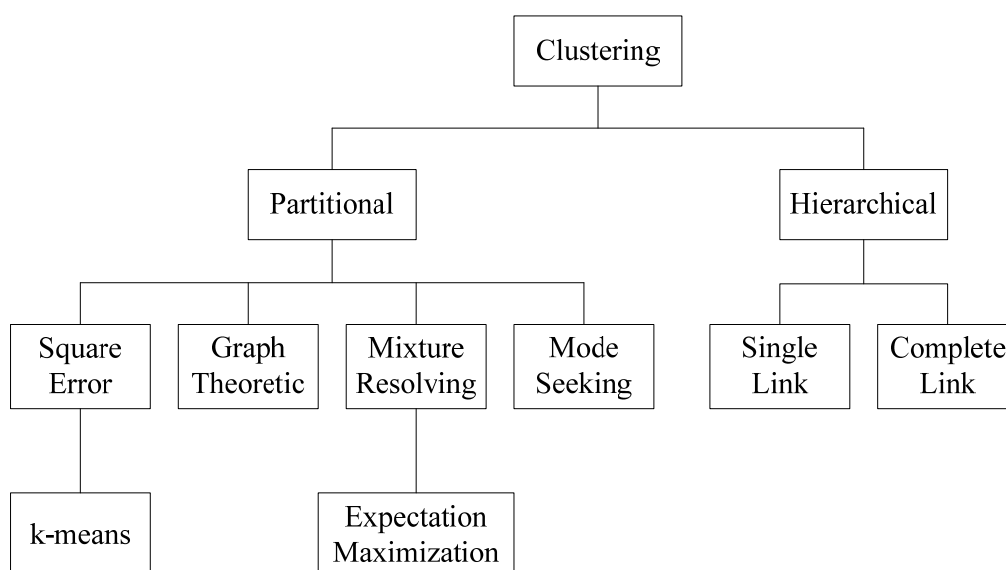 Clustering
Partitional
Hierarchical
Square
Error
Graph
Theoretic
Mixture
Resolving
Mode
Seeking
Single
Link
Complete
Link
k-means
Expectation
Maximization